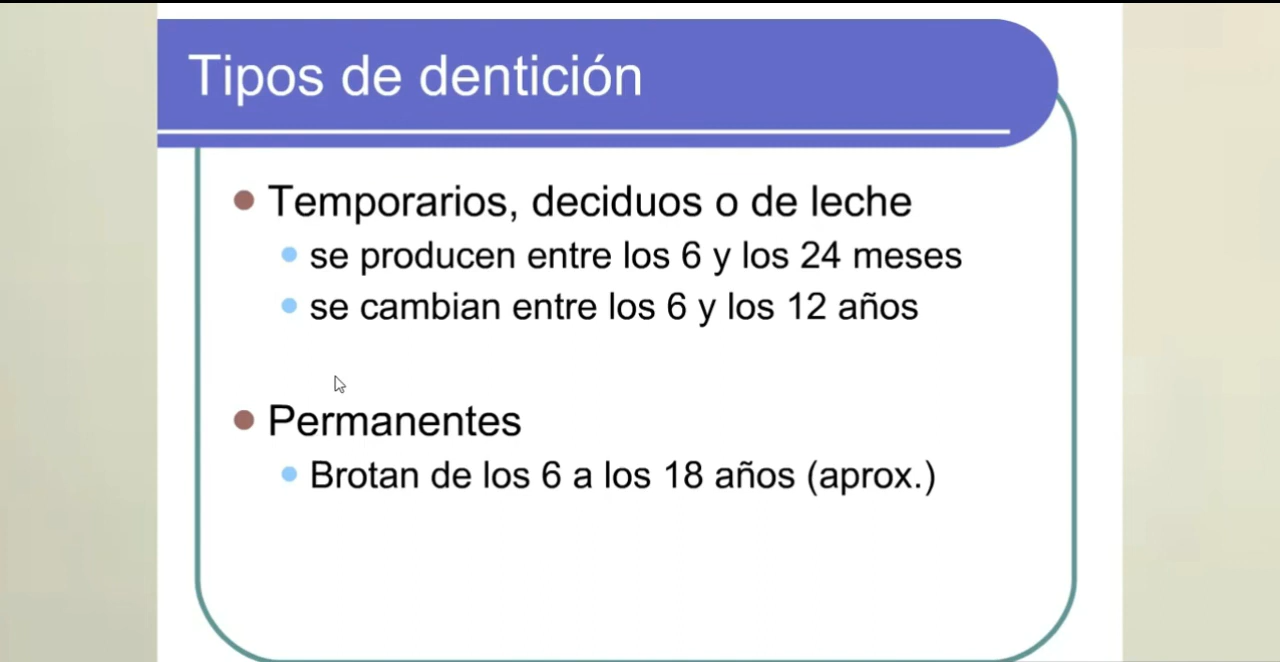 Tipos de dentición
Temporarios, deciduos o de leche
se producen entre los 6 y los 24 meses
se cambian entre los 6 y los 12 años
Permanentes
Brotan de los 6 a los 18 años (aprox.)